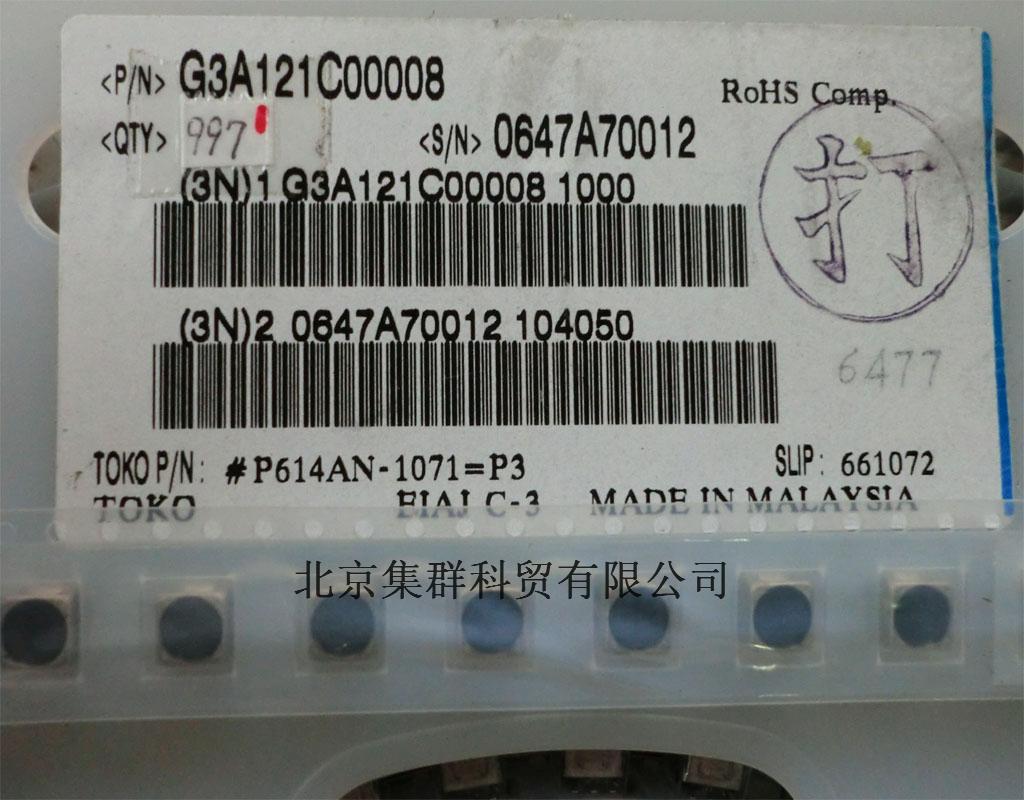 <P/N> G3A121C00008
RoHS Comp.
<QTY> 997
<S/N> 0647A70012
(3N)1 G3A121C00008 1000
打
(3N)2 0647A70012 104050
6477
TOKO P/N: #P614AN-1071=P3
SLIP: 661072
TOKO EIAJ C-3 MADE IN MALAYSIA
北京集群科贸有限公司